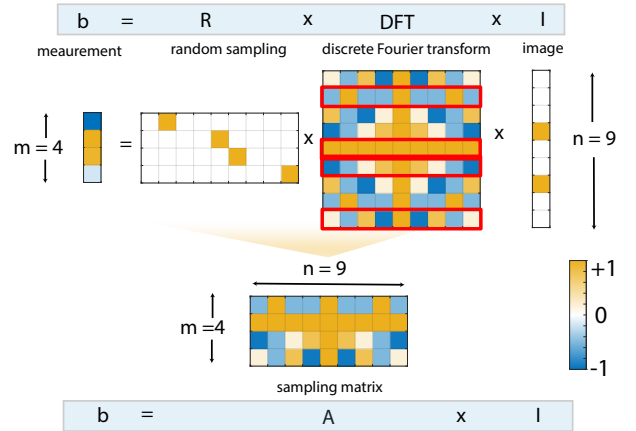 b = R x DFT x I
meaurement random sampling discrete Fourier transform image
m = 4 = x x n = 9
n = 9
m =4
+1
0
-1
sampling matrix
b = A x I